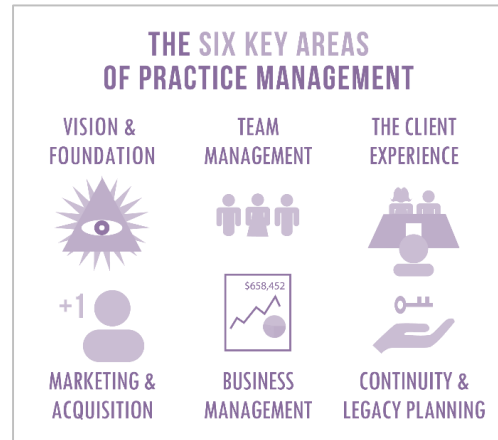 THE SIX KEY AREAS
OF PRACTICE MANAGEMENT
VISION &
FOUNDATION
TEAM
MANAGEMENT
THE CLIENT
EXPERIENCE
+1
$658,452
MARKETING &
ACQUISITION
BUSINESS
MANAGEMENT
CONTINUITY &
LEGACY PLANNING